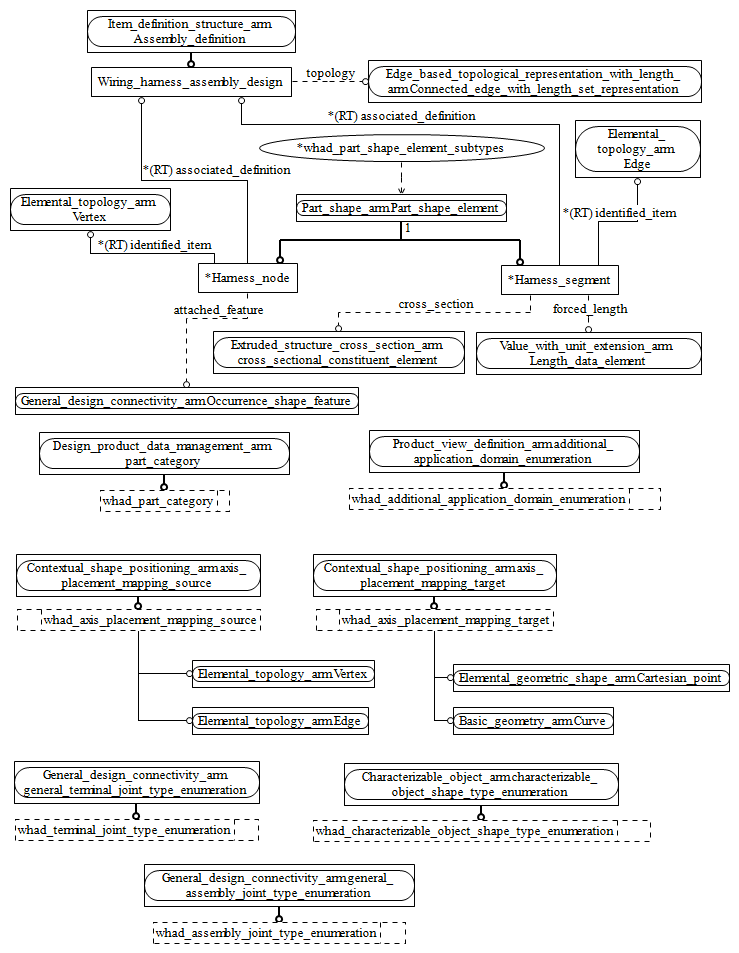 Item_definition_structure_arm.
Assembly_definition
Wiring_harness_assembly_design
topology
Edge_based_topological_representation_with_length_
arm.Connected_edge_with_length_set_representation
*(RT) associated_definition
*whad_part_shape_element_subtypes
Elemental_
topology_arm.
Edge
*(RT) associated_definition
Elemental_topology_arm.
Vertex
Part_shape_arm.Part_shape_element
*(RT) identified_item
1
*(RT) identified_item
*Harness_node
*Harness_segment
attached_feature
cross_section
forced_length
Extruded_structure_cross_section_arm.
cross_sectional_constituent_element
Value_with_unit_extension_arm.
Length_data_element
General_design_connectivity_arm.Occurrence_shape_feature
Design_product_data_management_arm.
part_category
Product_view_definition_arm.additional_
application_domain_enumeration
whad_part_category
whad_additional_application_domain_enumeration
Contextual_shape_positioning_arm.axis_
placement_mapping_source
Contextual_shape_positioning_arm.axis_
placement_mapping_target
whad_axis_placement_mapping_source
whad_axis_placement_mapping_target
Elemental_topology_arm.Vertex
Elemental_geometric_shape_arm.Cartesian_point
Elemental_topology_arm.Edge
Basic_geometry_arm.Curve
General_design_connectivity_arm.
general_terminal_joint_type_enumeration
Characterizable_object_arm.characterizable_
object_shape_type_enumeration
whad_terminal_joint_type_enumeration
whad_characterizable_object_shape_type_enumeration
General_design_connectivity_arm.general_
assembly_joint_type_enumeration
whad_assembly_joint_type_enumeration